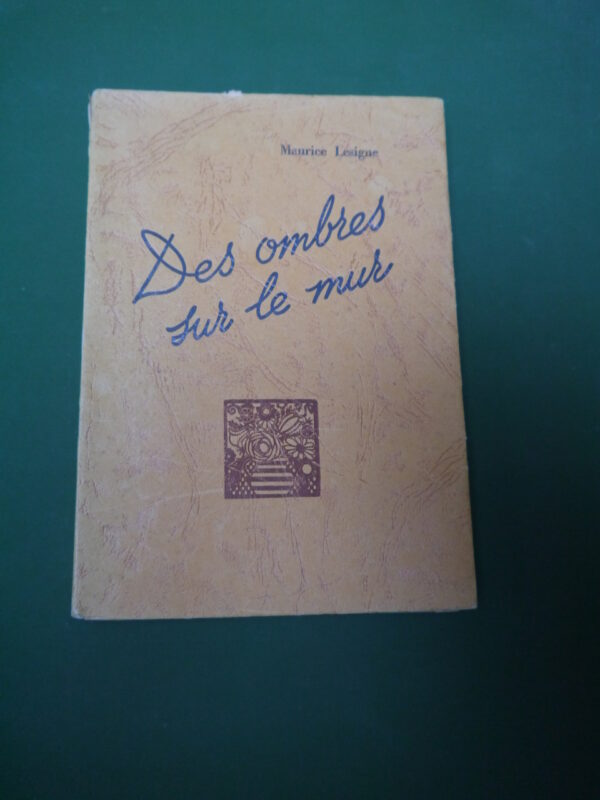 Maurice Lesigne
Des ombres
sur le mur